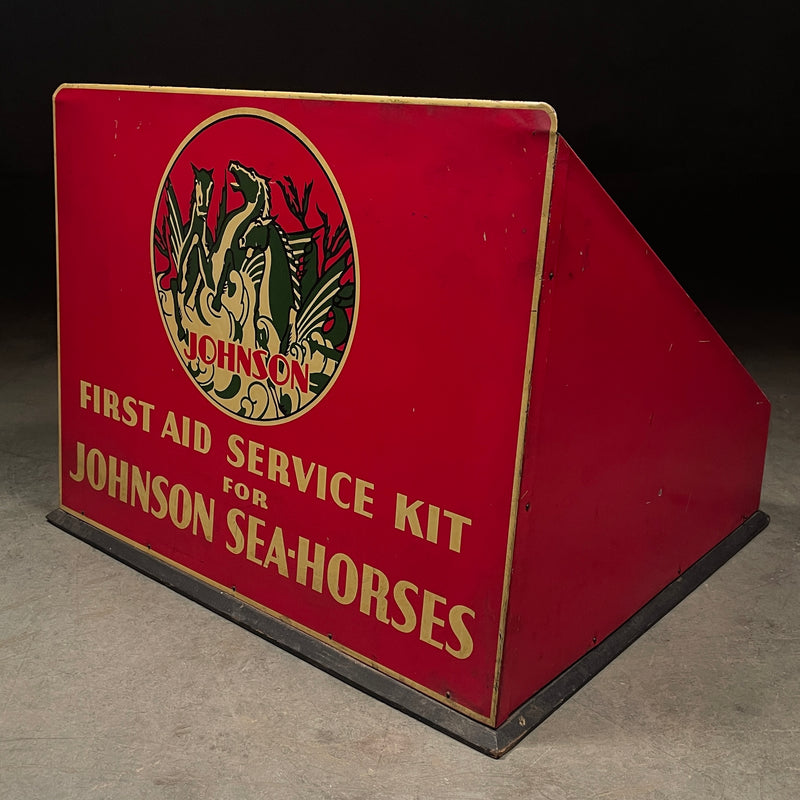 JOHNSON
FIRST AID SERVICE KIT
FOR
JOHNSON SEA-HORSES